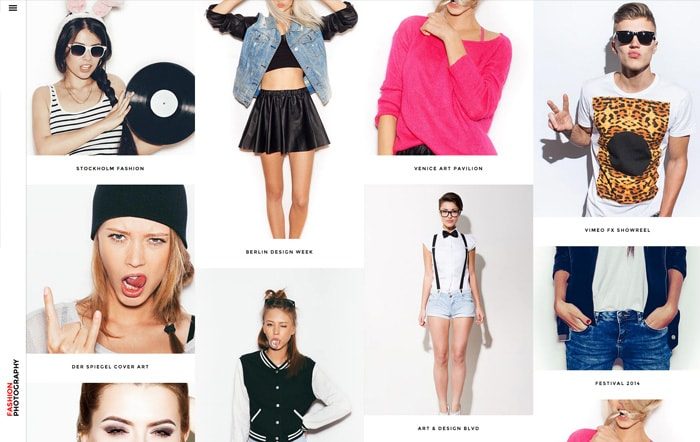 STOCKHOLM FASHION
BERLIN DESIGN WEEK
VENICE ART PAVILION
VIMEO FX SHOWREEL
DER SPIEGEL COVER ART
ART & DESIGN BLVD
FESTIVAL 2014
FASHION
PHOTOGRAPHY